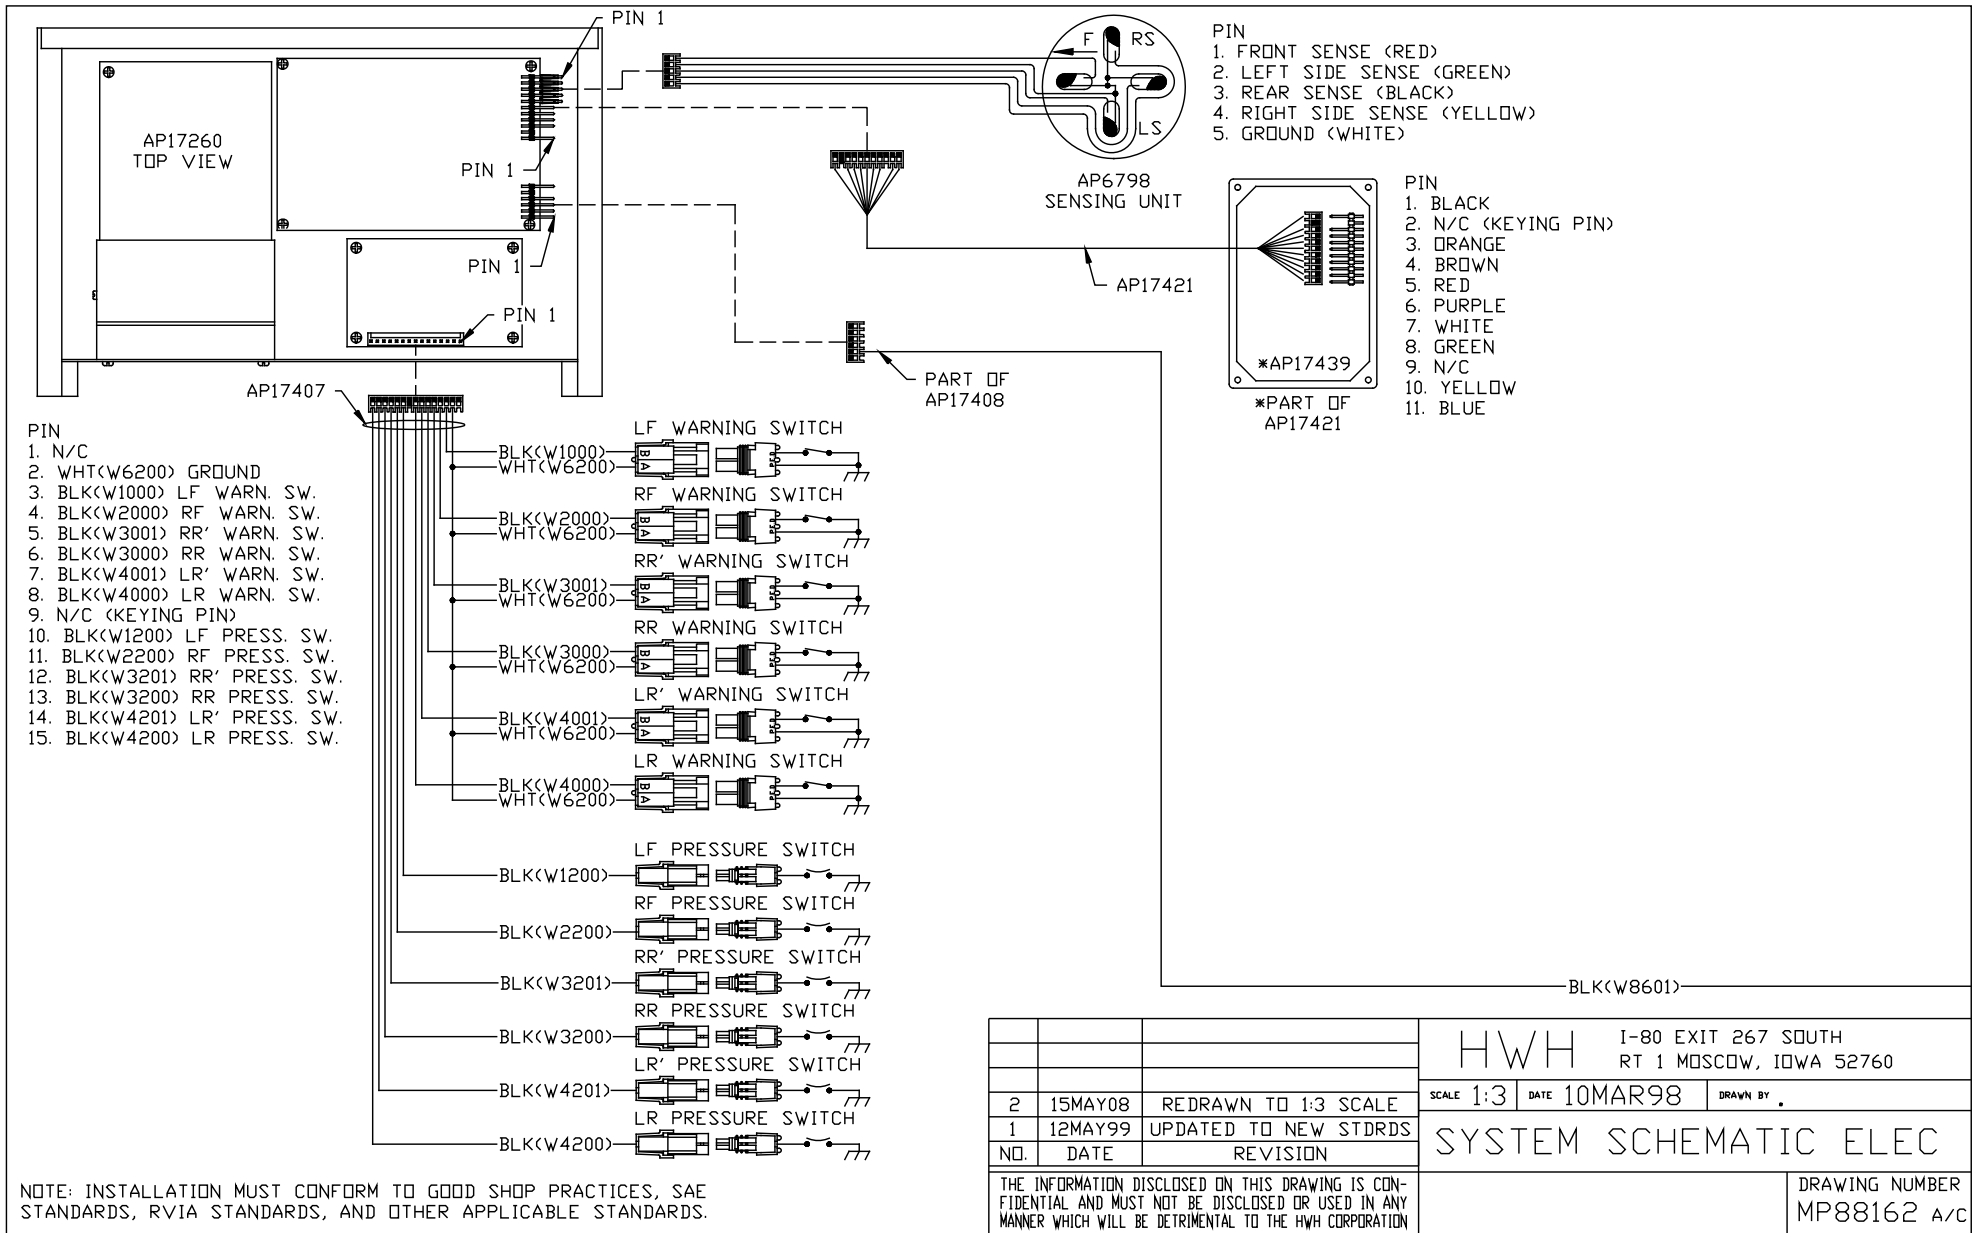 PIN 1
F
RS
LS
PIN
1. FRONT SENSE (RED)
2. LEFT SIDE SENSE (GREEN)
3. REAR SENSE (BLACK)
4. RIGHT SIDE SENSE (YELLOW)
5. GROUND (WHITE)
AP17260
TOP VIEW
PIN 1
AP6798
SENSING UNIT
PIN
1. BLACK
2. N/C (KEYING PIN)
3. ORANGE
4. BROWN
5. RED
6. PURPLE
7. WHITE
8. GREEN
9. N/C
10. YELLOW
11. BLUE
PIN 1
AP17421
PIN 1
*AP17439
*PART OF
AP17421
PART OF
AP17408
AP17407
PIN
1. N/C
2. WHT(W6200) GROUND
3. BLK(W1000) LF WARN. SW.
4. BLK(W2000) RF WARN. SW.
5. BLK(W3001) RR' WARN. SW.
6. BLK(W3000) RR WARN. SW.
7. BLK(W4001) LR' WARN. SW.
8. BLK(W4000) LR WARN. SW.
9. N/C (KEYING PIN)
10. BLK(W1200) LF PRESS. SW.
11. BLK(W2200) RF PRESS. SW.
12. BLK(W3201) RR' PRESS. SW.
13. BLK(W3200) RR PRESS. SW.
14. BLK(W4201) LR' PRESS. SW.
15. BLK(W4200) LR PRESS. SW.
LF WARNING SWITCH
BLK(W1000)
B
WHT(W6200)
A
RF WARNING SWITCH
BLK(W2000)
B
WHT(W6200)
A
RR' WARNING SWITCH
BLK(W3001)
B
WHT(W6200)
A
RR WARNING SWITCH
BLK(W3000)
B
WHT(W6200)
A
LR' WARNING SWITCH
BLK(W4001)
B
WHT(W6200)
A
LR WARNING SWITCH
BLK(W4000)
B
WHT(W6200)
A
LF PRESSURE SWITCH
BLK(W1200)
RF PRESSURE SWITCH
BLK(W2200)
RR' PRESSURE SWITCH
BLK(W3201)
RR PRESSURE SWITCH
BLK(W3200)
LR' PRESSURE SWITCH
BLK(W4201)
LR PRESSURE SWITCH
BLK(W4200)
BLK(W8601)
NOTE: INSTALLATION MUST CONFORM TO GOOD SHOP PRACTICES, SAE
STANDARDS, RVIA STANDARDS, AND OTHER APPLICABLE STANDARDS.
2 15MAY08 REDRAWN TO 1:3 SCALE
1 12MAY99 UPDATED TO NEW STDRDS
NO. DATE REVISION
THE INFORMATION DISCLOSED ON THIS DRAWING IS CON-
FIDENTIAL AND MUST NOT BE DISCLOSED OR USED IN ANY
MANNER WHICH WILL BE DETRIMENTAL TO THE HWH CORPORATION
HWH
I-80 EXIT 267 SOUTH
RT 1 MOSCOW, IOWA 52760
SCALE 1:3 DATE 10MAR98 DRAWN BY .
SYSTEM SCHEMATIC ELEC
DRAWING NUMBER
MP88162 A/C